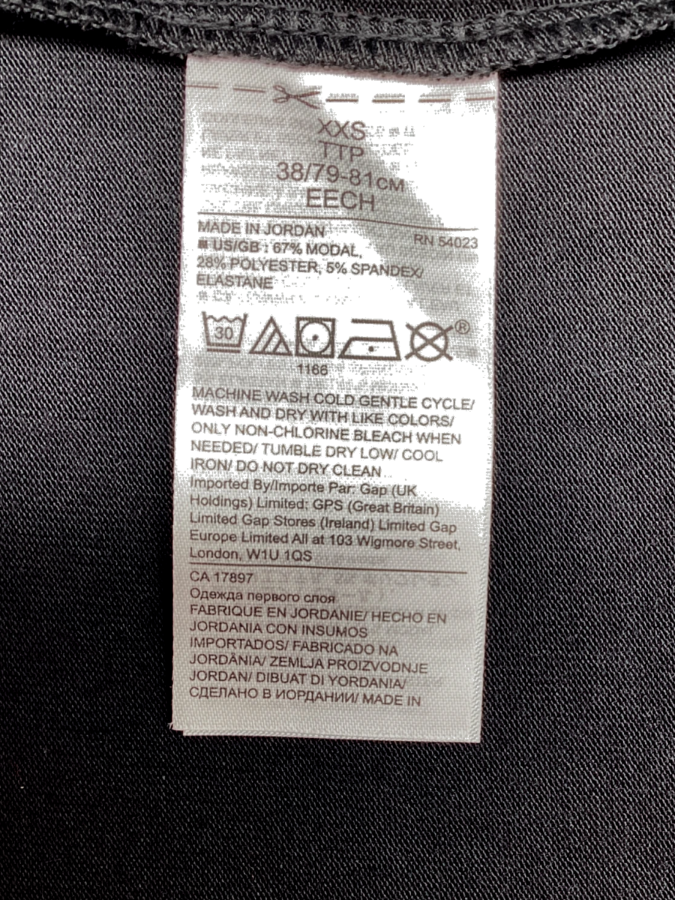 XXS
TTP
38/79-81см
EECH
MADE IN JORDAN
RN 54023
US/GB : 67% MODAL,
28% POLYESTER, 5% SPANDEX/
ELASTANE
30
®
1166
MACHINE WASH COLD GENTLE CYCLE/
WASH AND DRY WITH LIKE COLORS/
ONLY NON-CHLORINE BLEACH WHEN
NEEDED/ TUMBLE DRY LOW/ COOL
IRON/ DO NOT DRY CLEAN
Imported By/Importe Par: Gap (UK
Holdings) Limited: GPS (Great Britain)
Limited Gap Stores (Ireland) Limited Gap
Europe Limited All at 103 Wigmore Street,
London, W1U 1QS
CA 17897
Одежда первого слоя
FABRIQUE EN JORDANIE/ HECHO EN
JORDANIA CON INSUMOS
IMPORTADOS/ FABRICADO NA
JORDÂNIA/ ZEMLJA PROIZVODNJE
JORDAN/ DIBUAT DI YORDANIA/
СДЕЛАНО В ИОРДАНИИ/ MADE IN